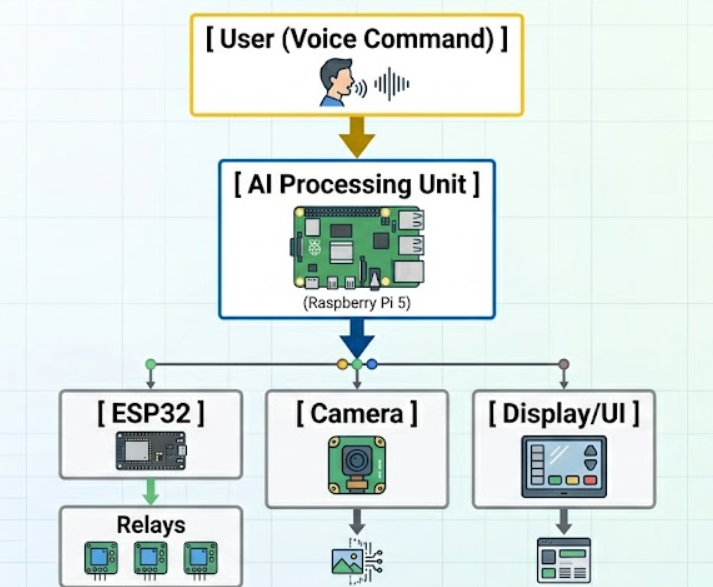 [ User (Voice Command) ]
[ AI Processing Unit ]
(Raspberry Pi 5)
[ ESP32 ]
[ Camera ]
[ Display/UI ]
Relays